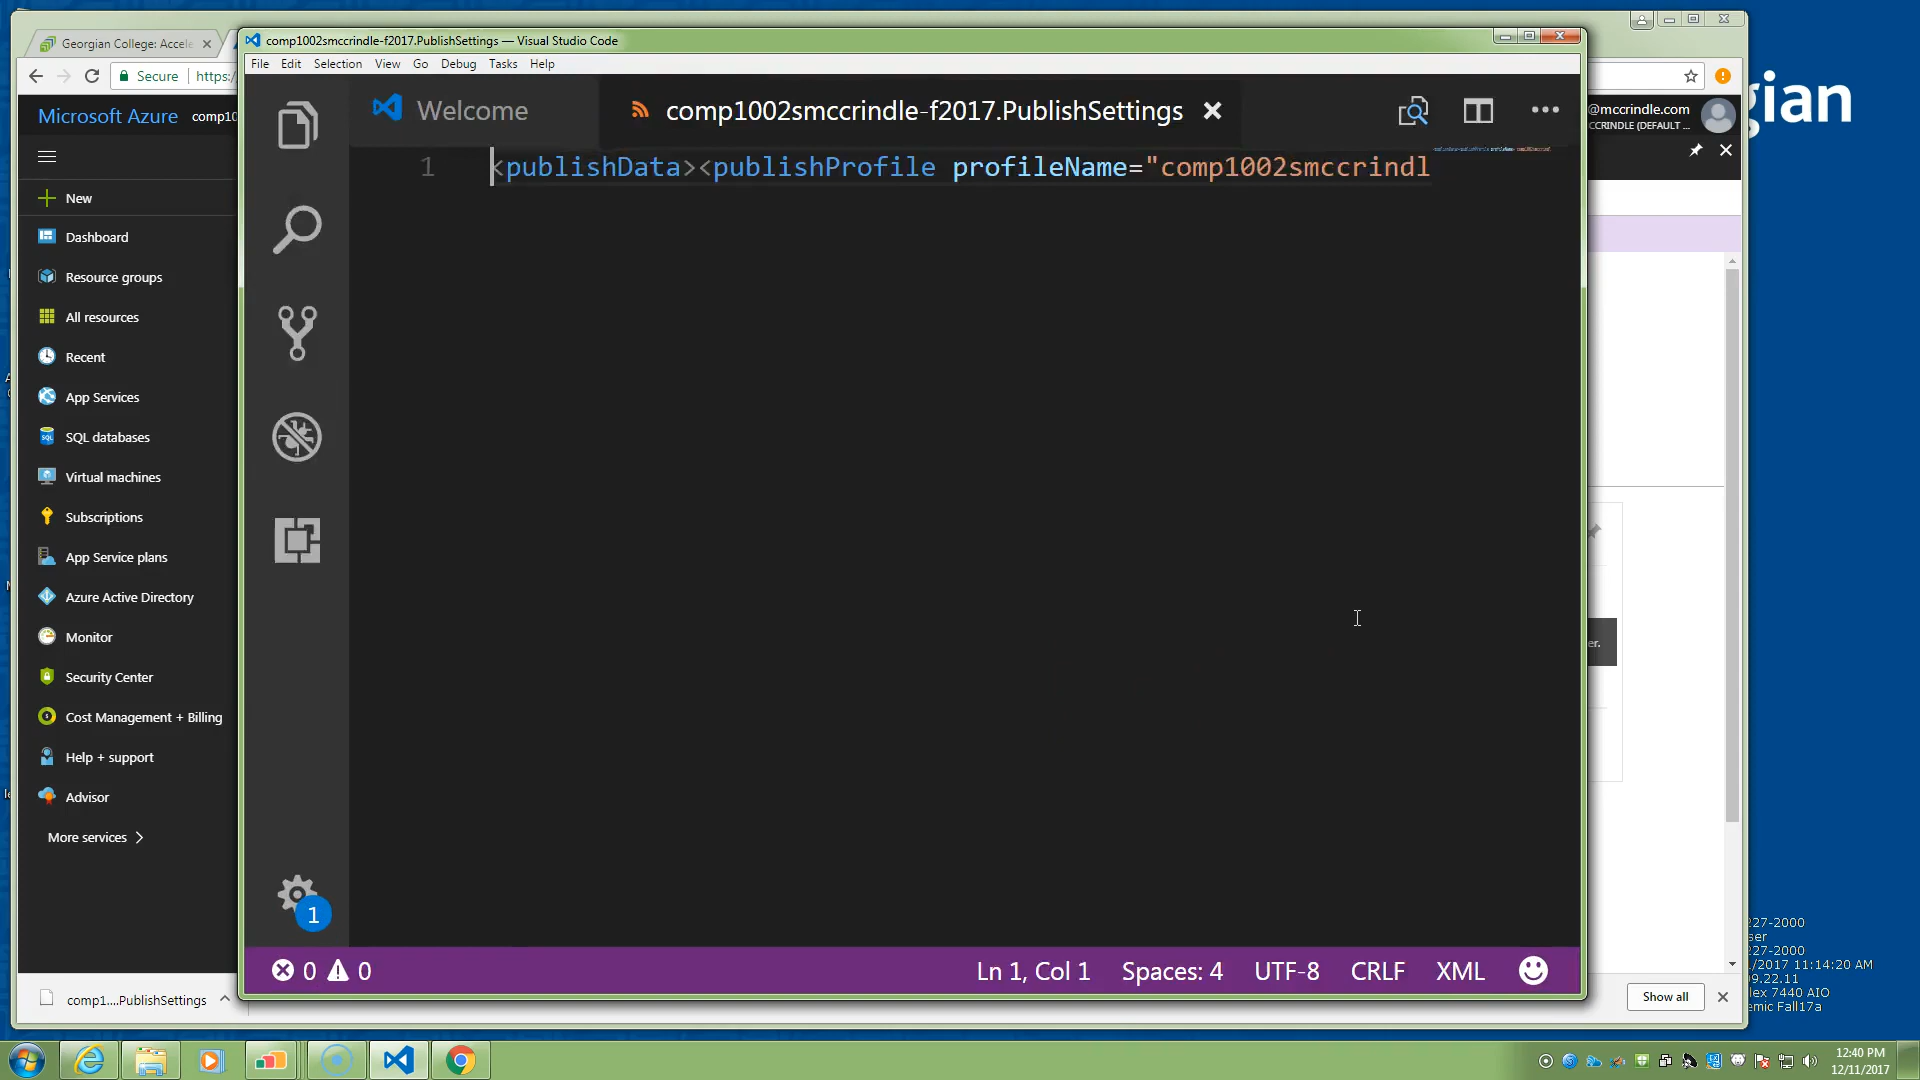 Georgian College: Accele
comp1002smccrindle-f2017.PublishSettings — Visual Studio Code
File Edit Selection View Go Debug Tasks Help
Secure https:/
gian
Microsoft Azure comp10
@mccrindle.com
CCRINDLE (DEFAULT ...
Welcome
comp1002smccrindle-f2017.PublishSettings
1 <publishData><publishProfile profileName="comp1002smccrindl
New
Dashboard
Resource groups
All resources
Recent
App Services
SQL databases
Virtual machines
Subscriptions
App Service plans
Azure Active Directory
Monitor
Security Center
Cost Management + Billing
Help + support
Advisor
More services
er.
1
0 0
Ln 1, Col 1 Spaces: 4 UTF-8 CRLF XML
227-2000
ser
227-2000
/2017 11:14:20 AM
09.22.11
lex 7440 AIO
emic Fall17a
comp1....PublishSettings
Show all
12:40 PM
12/11/2017